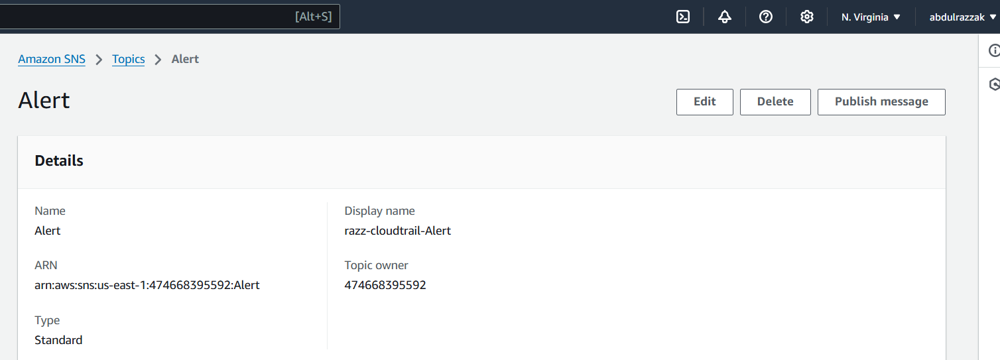 [Alt+S]
N. Virginia
abdulrazzak
Amazon SNS
Topics
Alert
Alert
Edit
Delete
Publish message
Details
Name
Alert
Display name
razz-cloudtrail-Alert
ARN
arn:aws:sns:us-east-1:474668395592:Alert
Topic owner
474668395592
Type
Standard